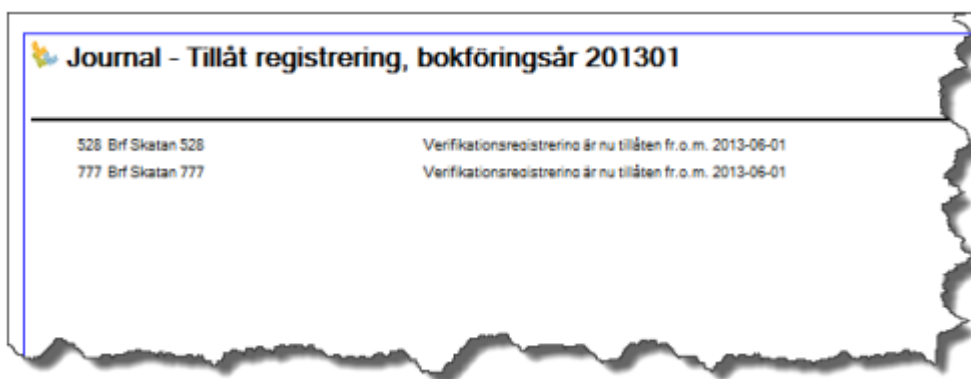 Journal - Tillåt registrering, bokföringsår 201301
528 Brf Skatan 528 Verifikationsregistrering är nu tillåten fr.o.m. 2013-06-01
777 Brf Skatan 777 Verifikationsregistrering är nu tillåten fr.o.m. 2013-06-01